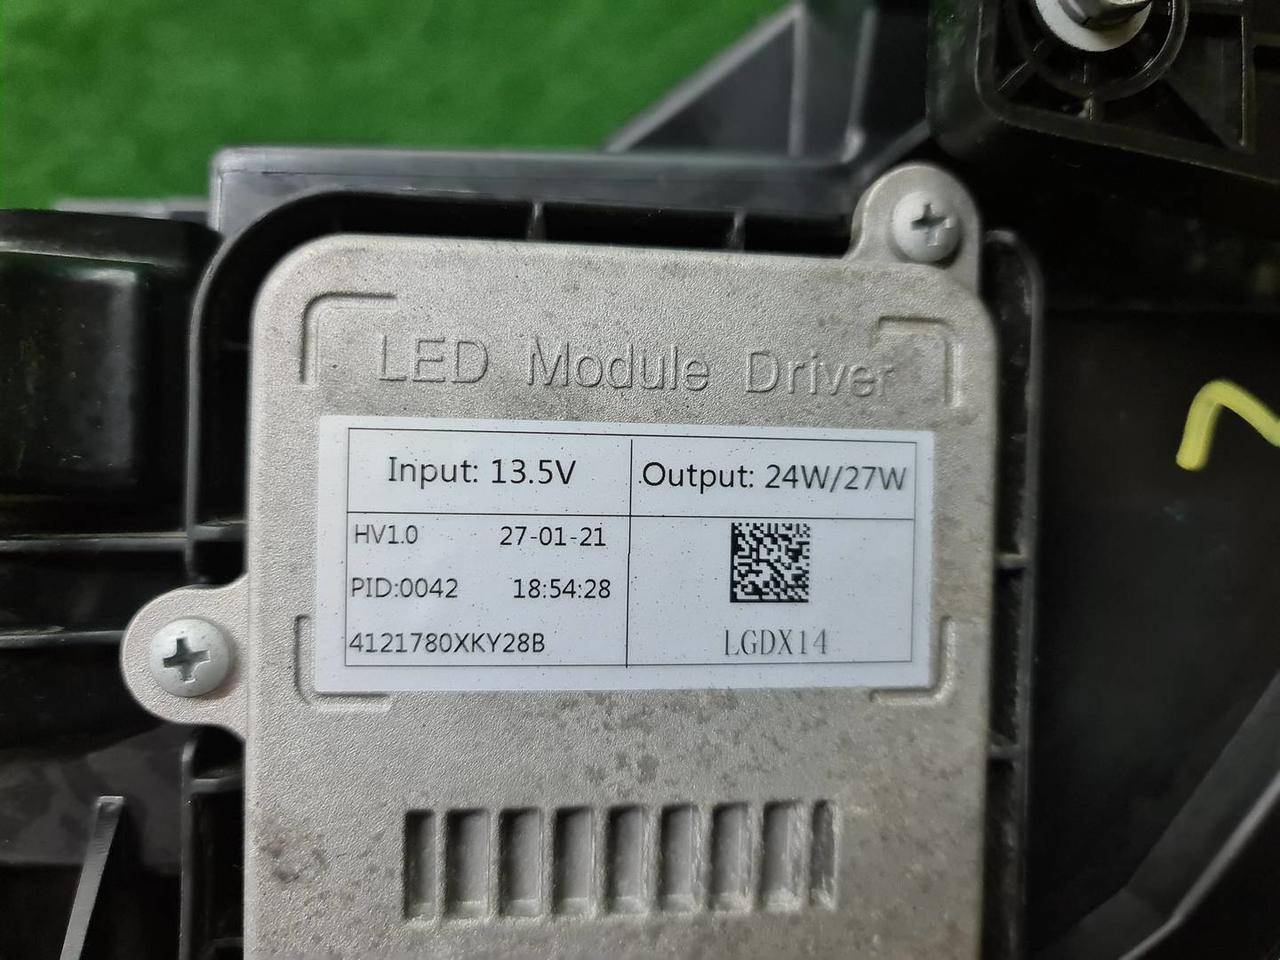 LED Module Driver
Input: 13.5V
Output: 24W/27W
HV1.0 27-01-21
PID:0042 18:54:28
4121780XKY28B
LGDX14